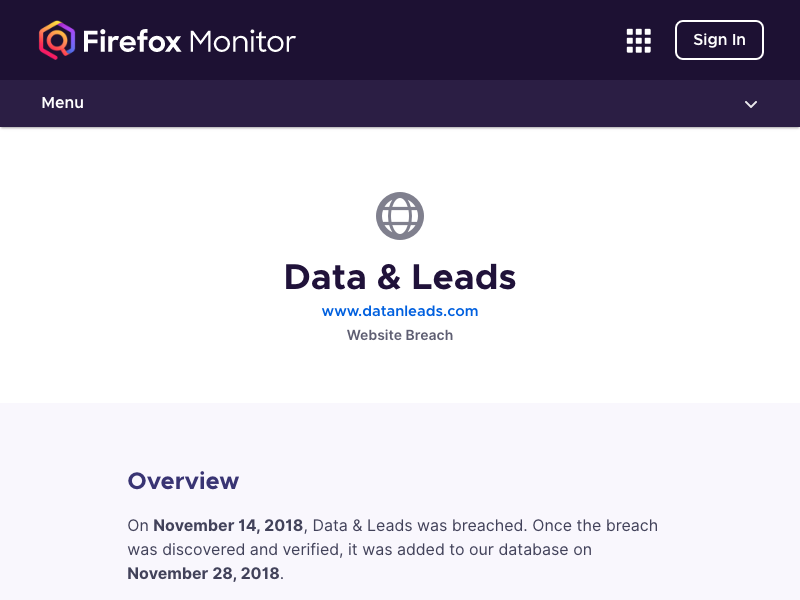 Firefox Monitor
Sign In
Menu
Data & Leads
www.datanleads.com
Website Breach
Overview
On November 14, 2018, Data & Leads was breached. Once the breach
was discovered and verified, it was added to our database on
November 28, 2018.